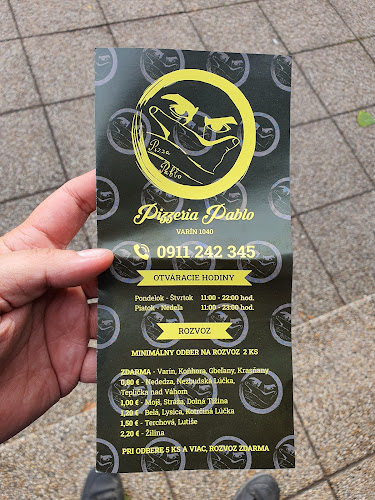 Pizza
Pablo
Pizzeria Pablo
VARÍN 1040
0911 242 345
OTVÁRACIE HODINY
Pondelok - Štvrtok 11:00 - 22:00 hod.
Piatok - Nedeľa 11:00 - 23:00 hod.
ROZVOZ
MINIMÁLNY ODBER NA ROZVOZ 2 KS
ZDARMA - Varín, Koňhora, Gbeľany, Krasňany
0,80 € - Nededza, Nezbudská Lúčka,
Teplička nad Váhom
1,00 € - Mojš, Stráža, Dolná Tižina
1,20 € - Belá, Lysica, Kotrčiná Lúčka
1,50 € - Terchová, Lutiše
2,20 € - Žilina
PRI ODBERE 5 KS A VIAC, ROZVOZ ZDARMA